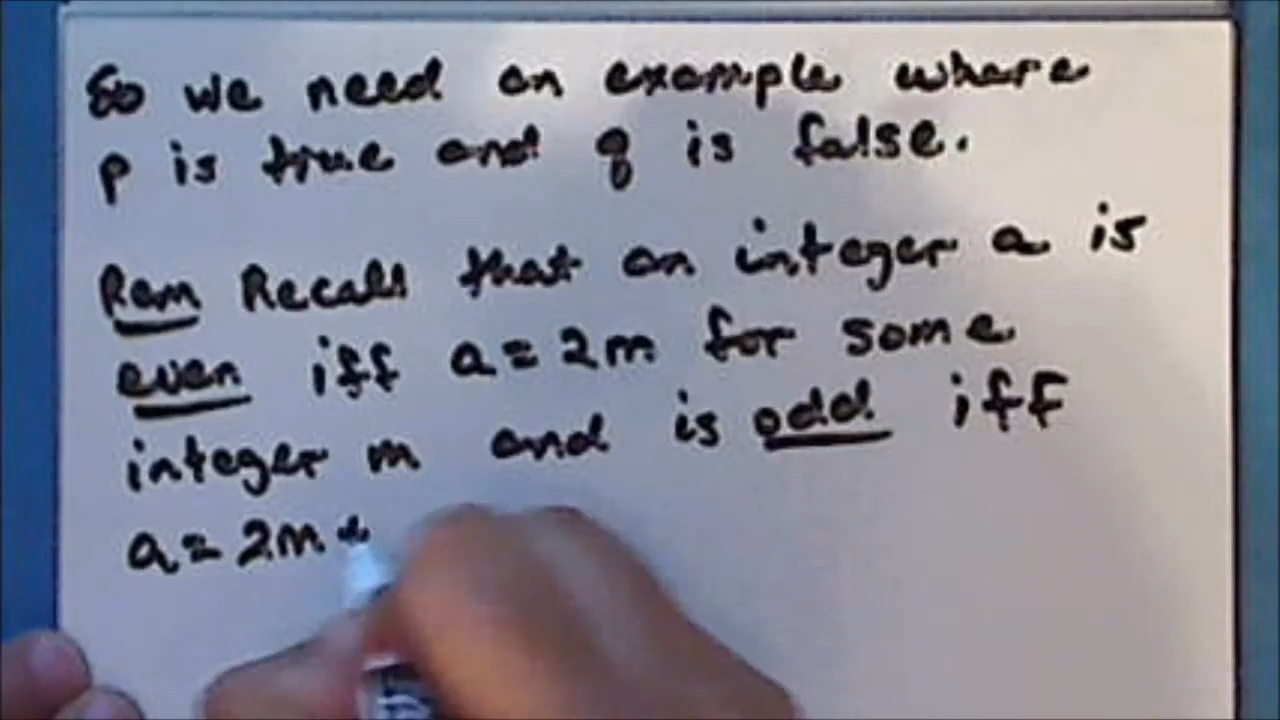 So we need an example where
p is true and q is false.
Rem Recall that an integer a is
even iff a = 2m for some
integer m and is odd iff
a = 2m +